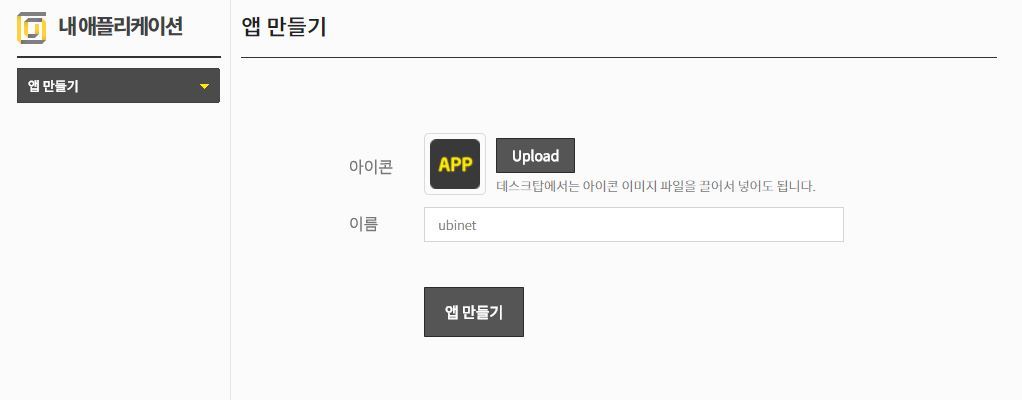 내 애플리케이션
앱 만들기
앱 만들기
아이콘
APP
Upload
데스크탑에서는 아이콘 이미지 파일을 끌어서 넣어도 됩니다.
이름
ubinet
앱 만들기